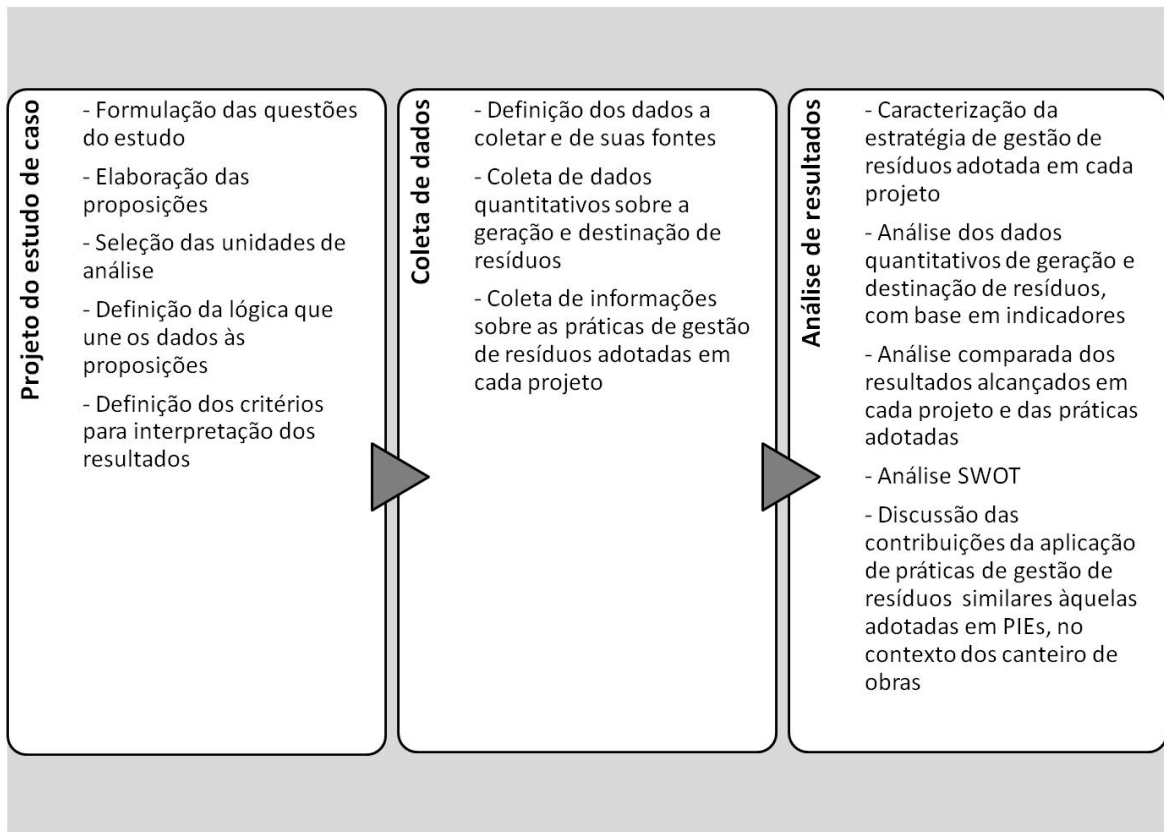 Projeto do estudo de caso
- Formulação das questões
do estudo
- Elaboração das
proposições
- Seleção das unidades de
análise
- Definição da lógica que
une os dados às
proposições
- Definição dos critérios
para interpretação dos
resultados
Coleta de dados
- Definição dos dados a
coletar e de suas fontes
- Coleta de dados
quantitativos sobre a
geração e destinação de
resíduos
- Coleta de informações
sobre as práticas de gestão
de resíduos adotadas em
cada projeto
Análise de resultados
- Caracterização da
estratégia de gestão de
resíduos adotada em cada
projeto
- Análise dos dados
quantitativos de geração e
destinação de resíduos,
com base em indicadores
- Análise comparada dos
resultados alcançados em
cada projeto e das práticas
adotadas
- Análise SWOT
- Discussão das
contribuições da aplicação
de práticas de gestão de
resíduos similares àquelas
adotadas em PIEs, no
contexto dos canteiro de
obras